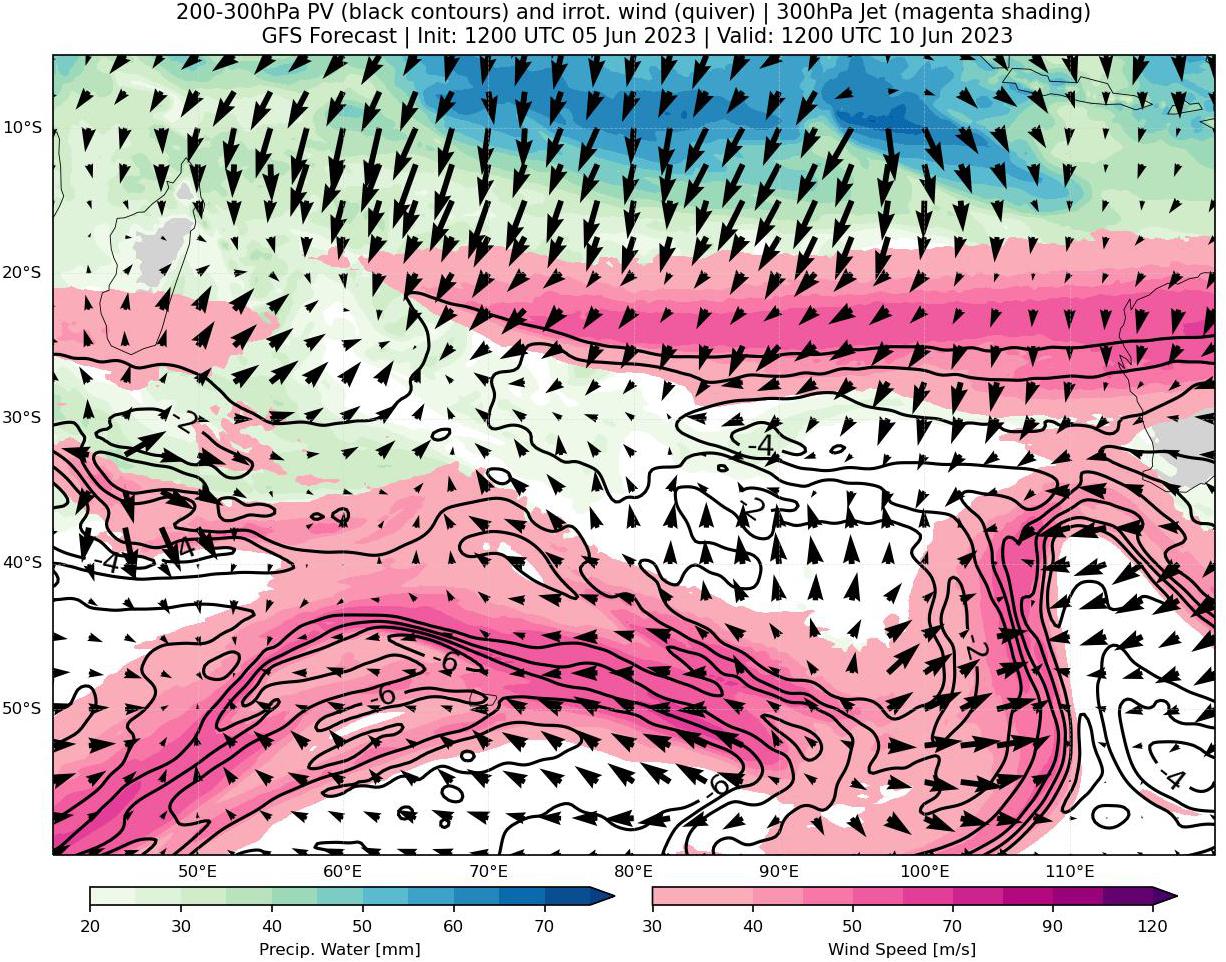 200-300hPa PV (black contours) and irrot. wind (quiver) | 300hPa Jet (magenta shading)
GFS Forecast | Init: 1200 UTC 05 Jun 2023 | Valid: 1200 UTC 10 Jun 2023
10°S
20°S
-2
30°S
-4
-2
0
-4
-4
40°S
-2
-6
-6
50°S
-4
-6
50°E 60°E 70°E 80°E 90°E 100°E 110°E
20 30 40 50 60 70
30 40 50 70 90 120
Precip. Water [mm] Wind Speed [m/s]